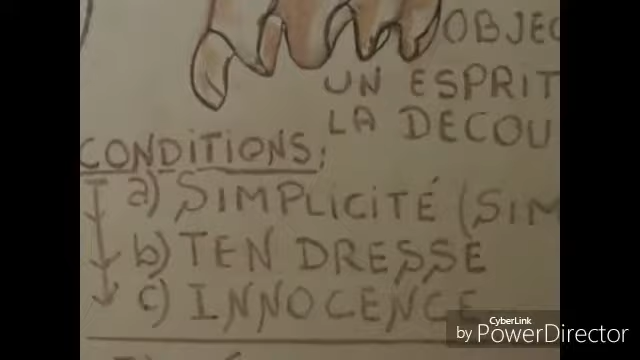 OBJEC
UN ESPRIT
LA DECOU
CONDITIONS:
a) SIMPLICITÉ (SIM
b) TENDRESSE
c) INNOCENCE
CyberLink
by PowerDirector